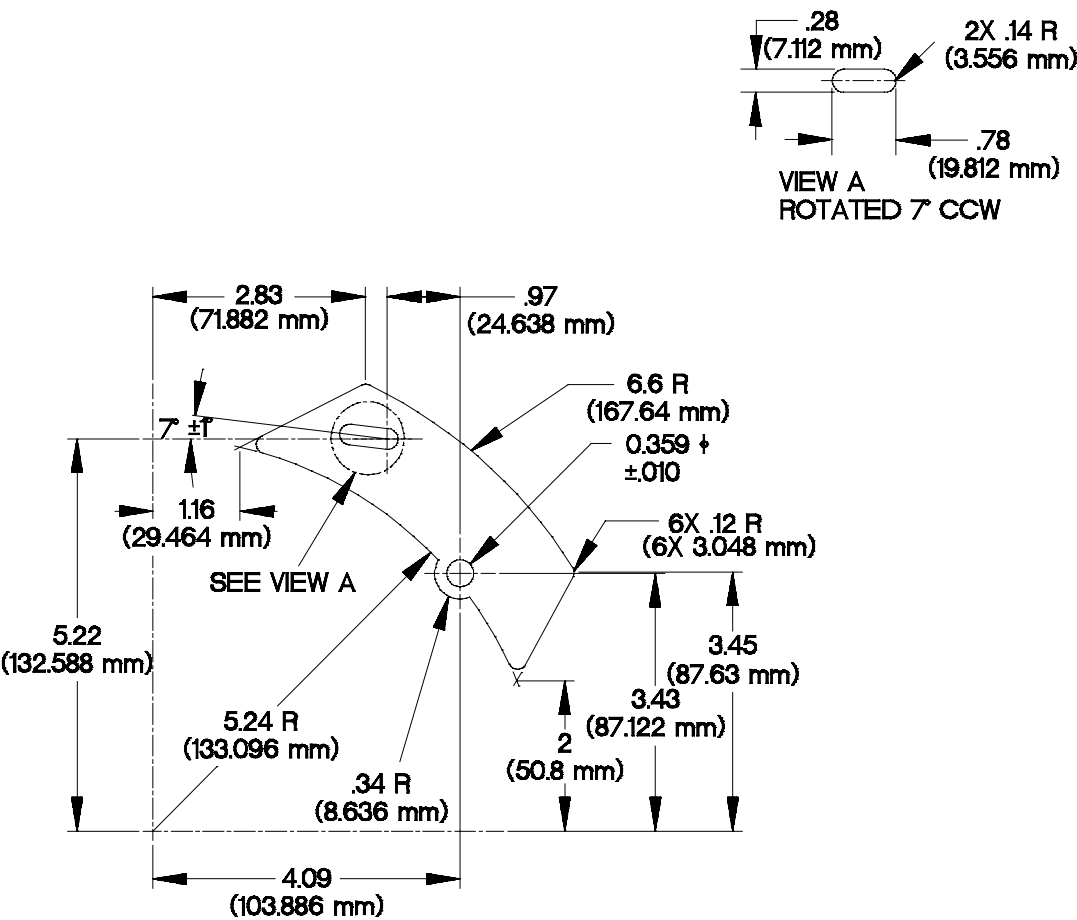 .28
(7.112 mm)
2X .14 R
(3.556 mm)
.78
(19.812 mm)
VIEW A
ROTATED 7° CCW
2.83
(71.882 mm)
.97
(24.638 mm)
6.6 R
(167.64 mm)
7° ±1°
0.359 ⌀
±.010
1.16
(29.464 mm)
6X .12 R
(6X 3.048 mm)
SEE VIEW A
5.22
(132.588 mm)
3.45
(87.63 mm)
3.43
(87.122 mm)
5.24 R
(133.096 mm)
2
(50.8 mm)
.34 R
(8.636 mm)
4.09
(103.886 mm)